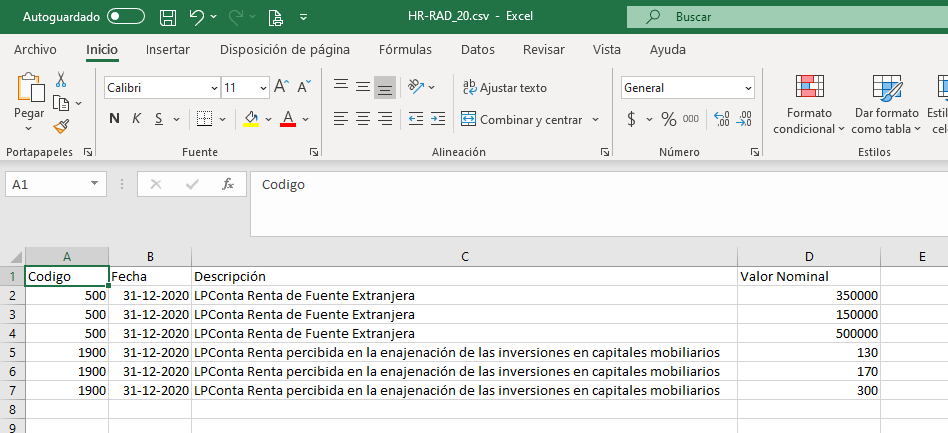 Autoguardado
HR-RAD_20.csv - Excel
Buscar
Archivo Inicio Insertar Disposición de página Fórmulas Datos Revisar Vista Ayuda
Pegar
Portapapeles
Calibri 11
N K S
Fuente
Ajustar texto
Combinar y centrar
Alineación
General
$ % 000
Número
Formato
condicional
Dar formato
como tabla
Estil
cel
Estilos
A1
fx
Codigo
A B C D E
1 Codigo Fecha Descripción Valor Nominal
2 500 31-12-2020 LPConta Renta de Fuente Extranjera 350000
3 500 31-12-2020 LPConta Renta de Fuente Extranjera 150000
4 500 31-12-2020 LPConta Renta de Fuente Extranjera 500000
5 1900 31-12-2020 LPConta Renta percibida en la enajenación de las inversiones en capitales mobiliarios 130
6 1900 31-12-2020 LPConta Renta percibida en la enajenación de las inversiones en capitales mobiliarios 170
7 1900 31-12-2020 LPConta Renta percibida en la enajenación de las inversiones en capitales mobiliarios 300
8
9